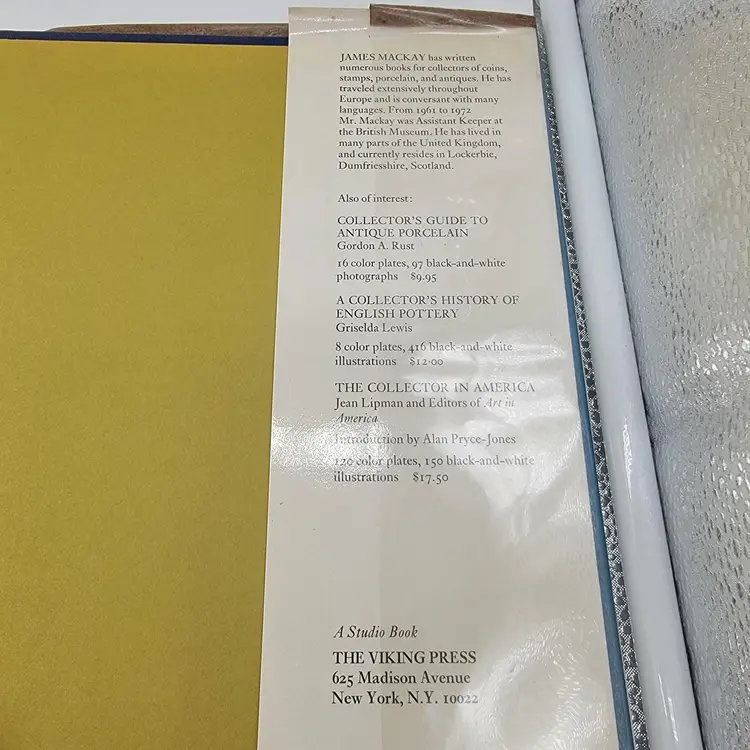 JAMES MACKAY has written
numerous books for collectors of coins,
stamps, porcelain, and antiques. He has
traveled extensively throughout
Europe and is conversant with many
languages. From 1961 to 1972
Mr. Mackay was Assistant Keeper at
the British Museum. He has lived in
many parts of the United Kingdom,
and currently resides in Lockerbie,
Dumfriesshire, Scotland.
Also of interest:
COLLECTOR'S GUIDE TO
ANTIQUE PORCELAIN
Gordon A. Rust
16 color plates, 97 black-and-white
photographs $9.95
A COLLECTOR'S HISTORY OF
ENGLISH POTTERY
Griselda Lewis
8 color plates, 416 black-and-white
illustrations $12.00
THE COLLECTOR IN AMERICA
Jean Lipman and Editors of Art in
America
Introduction by Alan Pryce-Jones
120 color plates, 150 black-and-white
illustrations $17.50
A Studio Book
THE VIKING PRESS
625 Madison Avenue
New York, N.Y. 10022